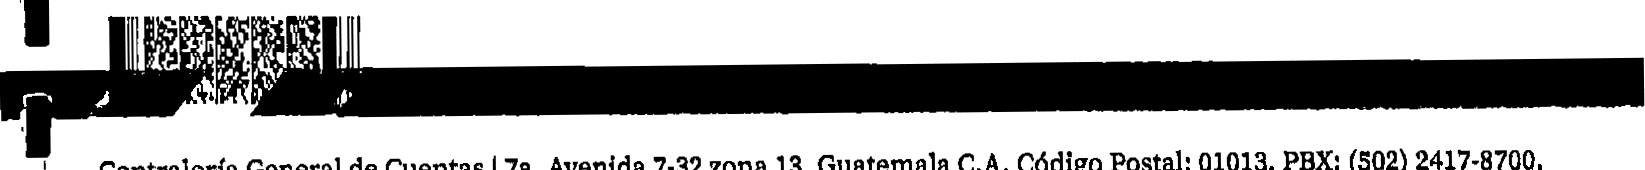 Contraloría General de Cuentas | 7a. Avenida 7-32 zona 13, Guatemala C.A. Código Postal: 01013. PBX: (502) 2417-8700.